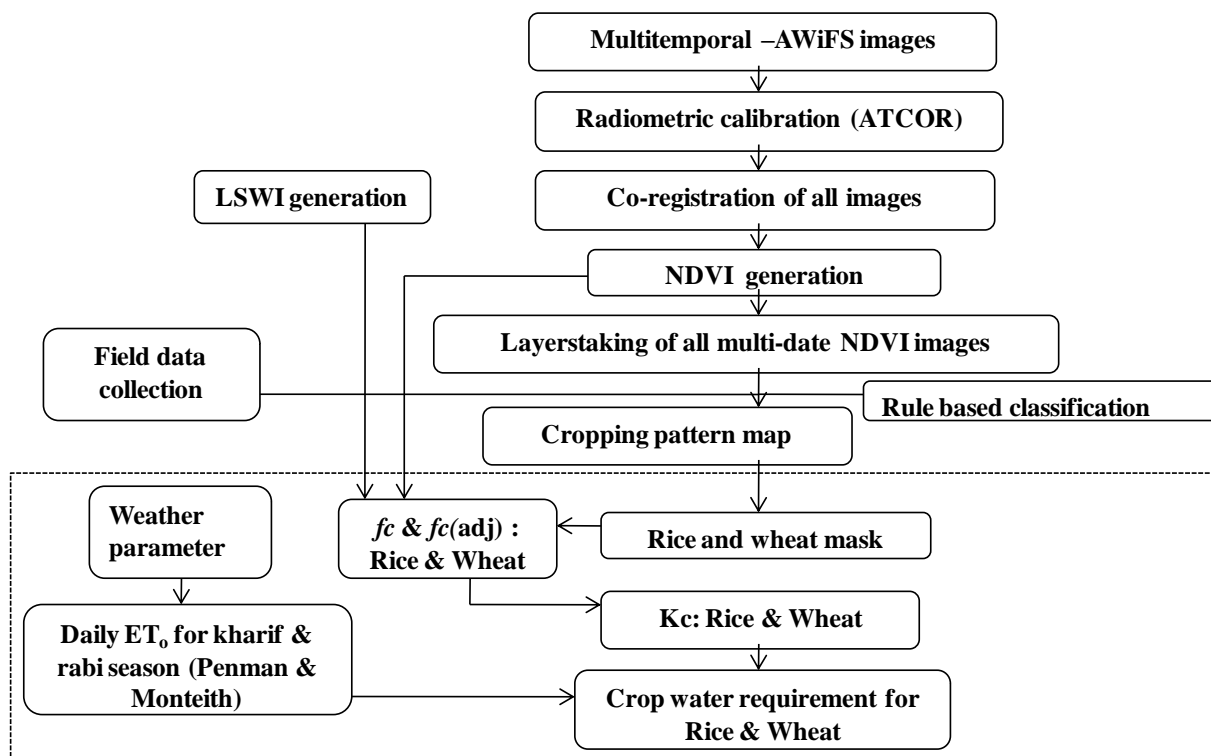 Multitemporal –AWiFS images
Radiometric calibration (ATCOR)
LSWI generation
Co-registration of all images
NDVI generation
Layerstaking of all multi-date NDVI images
Field data
collection
Rule based classification
Cropping pattern map
Weather
parameter
fc & fc(adj) :
Rice & Wheat
Rice and wheat mask
Kc: Rice & Wheat
Daily ETo for kharif &
rabi season (Penman &
Monteith)
Crop water requirement for
Rice & Wheat